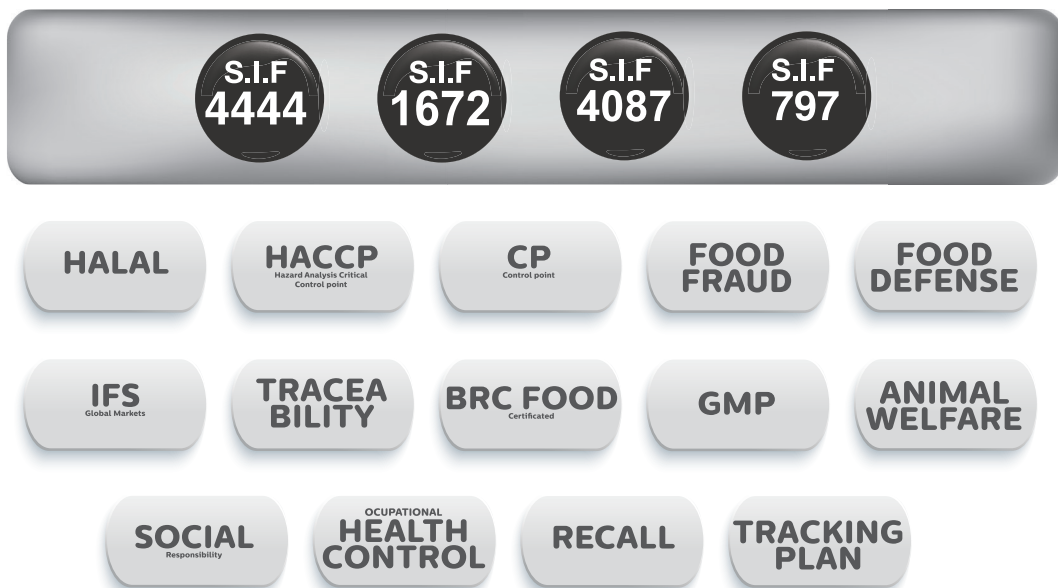 S.I.F
4444
S.I.F
1672
S.I.F
4087
S.I.F
797
HALAL
HACCP
Hazard Analysis Critical
Control point
CP
Control point
FOOD
FRAUD
FOOD
DEFENSE
IFS
Global Markets
TRACEA
BILITY
BRC FOOD
Certificated
GMP
ANIMAL
WELFARE
SOCIAL
Responsibility
OCUPATIONAL
HEALTH
CONTROL
RECALL
TRACKING
PLAN